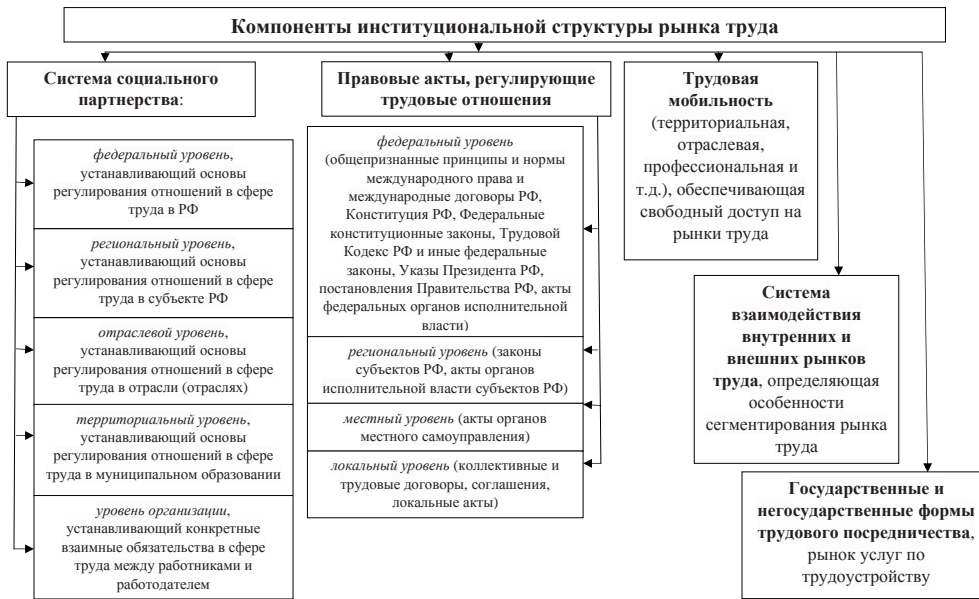 Компоненты институциональной структуры рынка труда
Система социального
партнерства:
федеральный уровень,
устанавливающий основы
регулирования отношений в сфере
труда в РФ
региональный уровень,
устанавливающий основы
регулирования отношений в сфере
труда в субъекте РФ
отраслевой уровень,
устанавливающий основы
регулирования отношений в сфере
труда в отрасли (отраслях)
территориальный уровень,
устанавливающий основы
регулирования отношений в сфере
труда в муниципальном образовании
уровень организации,
устанавливающий конкретные
взаимные обязательства в сфере
труда между работниками и
работодателем
Правовые акты, регулирующие
трудовые отношения
федеральный уровень
(общепризнанные принципы и нормы
международного права и
международные договоры РФ,
Конституция РФ, Федеральные
конституционные законы, Трудовой
Кодекс РФ и иные федеральные
законы, Указы Президента РФ,
постановления Правительства РФ, акты
федеральных органов исполнительной
власти)
региональный уровень (законы
субъектов РФ, акты органов
исполнительной власти субъектов РФ)
местный уровень (акты органов
местного самоуправления)
локальный уровень (коллективные и
трудовые договоры, соглашения,
локальные акты)
Трудовая
мобильность
(территориальная,
отраслевая,
профессиональная и
т.д.), обеспечивающая
свободный доступ на
рынки труда
Система
взаимодействия
внутренних и
внешних рынков
труда, определяющая
особенности
сегментирования рынка
труда
Государственные и
негосударственные формы
трудового посредничества,
рынок услуг по
трудоустройству